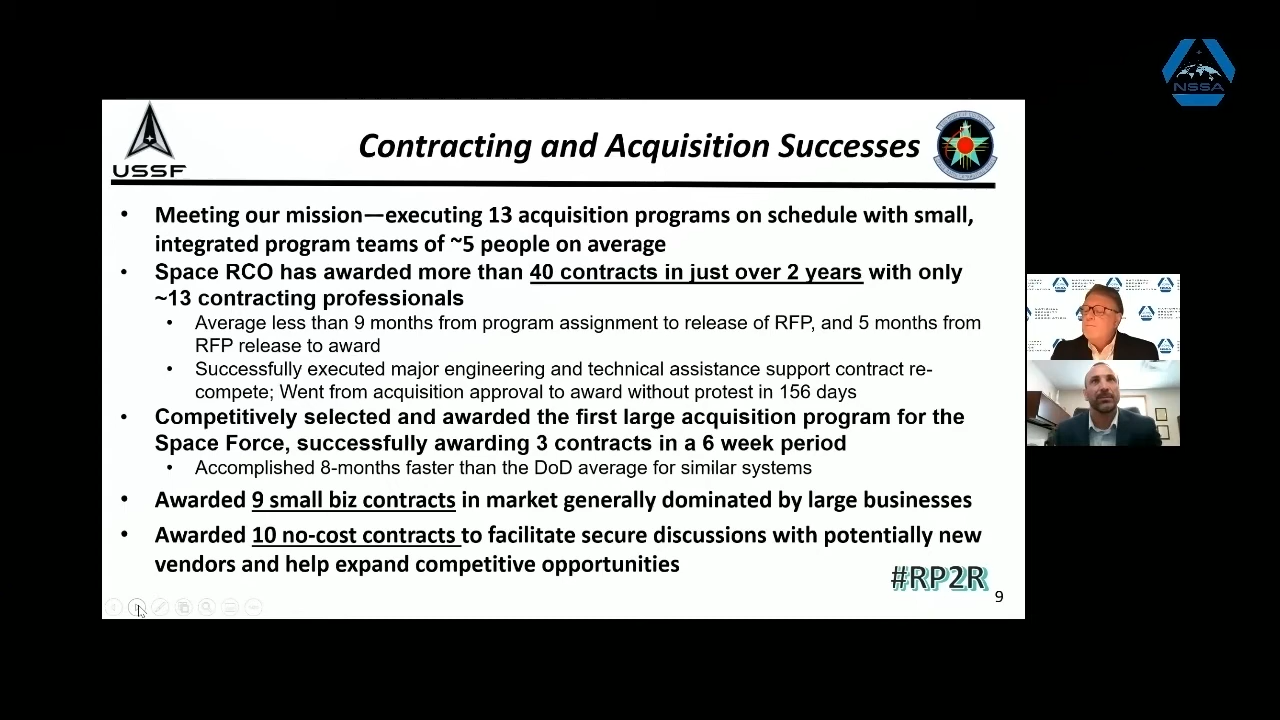 NSSA
USSF
Contracting and Acquisition Successes
• Meeting our mission—executing 13 acquisition programs on schedule with small,
integrated program teams of ~5 people on average
• Space RCO has awarded more than 40 contracts in just over 2 years with only
~13 contracting professionals
• Average less than 9 months from program assignment to release of RFP, and 5 months from
RFP release to award
• Successfully executed major engineering and technical assistance support contract re-
compete; Went from acquisition approval to award without protest in 156 days
• Competitively selected and awarded the first large acquisition program for the
Space Force, successfully awarding 3 contracts in a 6 week period
• Accomplished 8-months faster than the DoD average for similar systems
• Awarded 9 small biz contracts in market generally dominated by large businesses
• Awarded 10 no-cost contracts to facilitate secure discussions with potentially new
vendors and help expand competitive opportunities
#RP2R
9